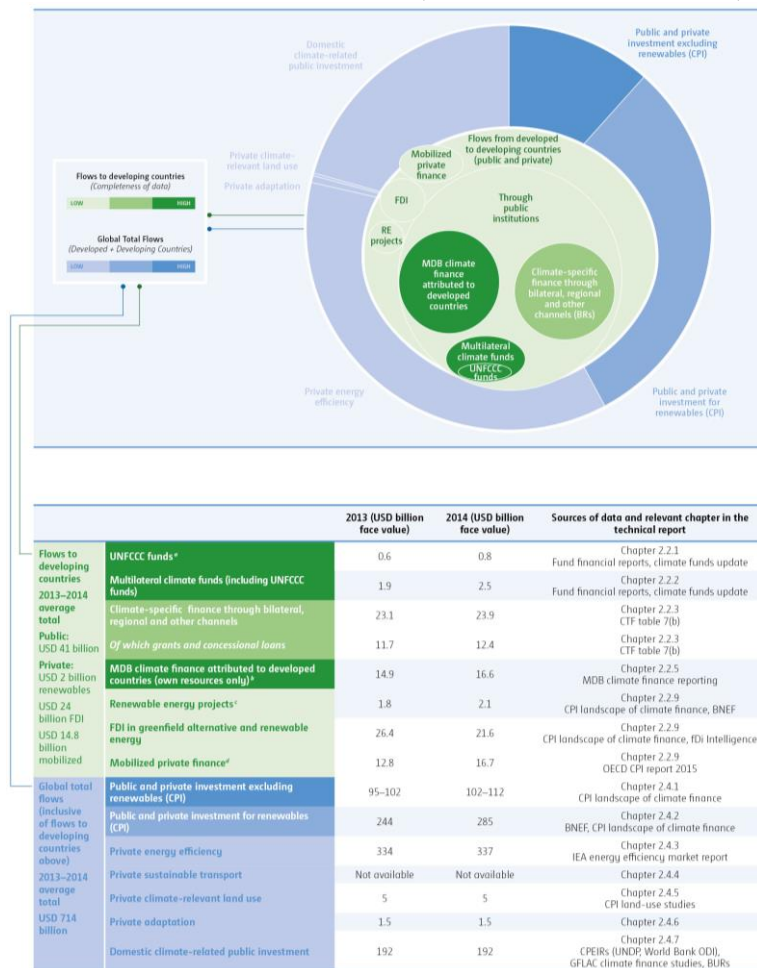 Domestic
climate-related
public investment
Public and private
investment excluding
renewables (CPI)
Private climate-
relevant land use
Private adaptation
Flows to developing countries
(Completeness of data)
LOW
HIGH
Global Total Flows
(Developed + Developing Countries)
LOW
HIGH
Flows from developed
to developing countries
(public and private)
Mobilized
private
finance
FDI
RE
projects
Through
public
institutions
MDB climate
finance
attributed to
developed
countries
Climate-specific
finance through
bilateral, regional
and other
channels (BRs)
Multilateral
climate funds
UNFCCC
funds
Private energy
efficiency
Public and private
investment for
renewables (CPI)
2013 (USD billion
face value)
2014 (USD billion
face value)
Sources of data and relevant chapter in the
technical report
Flows to
developing
countries
2013–2014
average
total
Public:
USD 41 billion
Private:
USD 2 billion
renewables
USD 24
billion FDI
USD 14.8
billion
mobilized
UNFCCC funds a
0.6
0.8
Chapter 2.2.1
Fund financial reports, climate funds update
Multilateral climate funds (including UNFCCC
funds)
1.9
2.5
Chapter 2.2.2
Fund financial reports, climate funds update
Climate-specific finance through bilateral,
regional and other channels
23.1
23.9
Chapter 2.2.3
CTF table 7(b)
Of which grants and concessional loans
11.7
12.4
Chapter 2.2.3
CTF table 7(b)
MDB climate finance attributed to developed
countries (own resources only) b
14.9
16.6
Chapter 2.2.5
MDB climate finance reporting
Renewable energy projects c
1.8
2.1
Chapter 2.2.9
CPI landscape of climate finance, BNEF
FDI in greenfield alternative and renewable
energy
26.4
21.6
Chapter 2.2.9
CPI landscape of climate finance, fDi Intelligence
Mobilized private finance d
12.8
16.7
Chapter 2.2.9
OECD CPI report 2015
Global total
flows
(inclusive
of flows to
developing
countries
above)
2013–2014
average
total
USD 714
billion
Public and private investment excluding
renewables (CPI)
95–102
102–112
Chapter 2.4.1
CPI landscape of climate finance
Public and private investment for renewables
(CPI)
244
285
Chapter 2.4.2
BNEF, CPI landscape of climate finance
Private energy efficiency
334
337
Chapter 2.4.3
IEA energy efficiency market report
Private sustainable transport
Not available
Not available
Chapter 2.4.4
Private climate-relevant land use
5
5
Chapter 2.4.5
CPI land-use studies
Private adaptation
1.5
1.5
Chapter 2.4.6
Domestic climate-related public investment
192
192
Chapter 2.4.7
CPEIRs (UNDP, World Bank ODI),
GFLAC climate finance studies, BURs